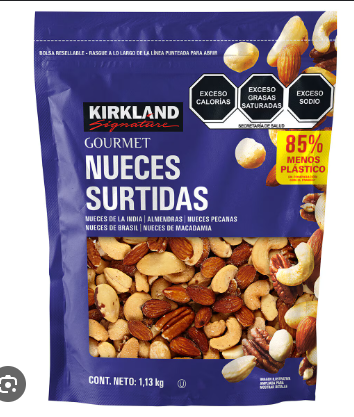 BOLSA RESELLABLE - RASGUE A LO LARGO DE LA LÍNEA PUNTEADA PARA ABRIR
EXCESO CALORÍAS
EXCESO GRASAS SATURADAS
EXCESO SODIO
SECRETARÍA DE SALUD
KIRKLAND
Signature
GOURMET
NUECES
SURTIDAS
85%
MENOS
PLÁSTICO
NUECES DE LA INDIA | ALMENDRAS | NUECES PECANAS
NUECES DE BRASIL | NUECES DE MACADAMIA
CONT. NETO: 1,13 kg
U